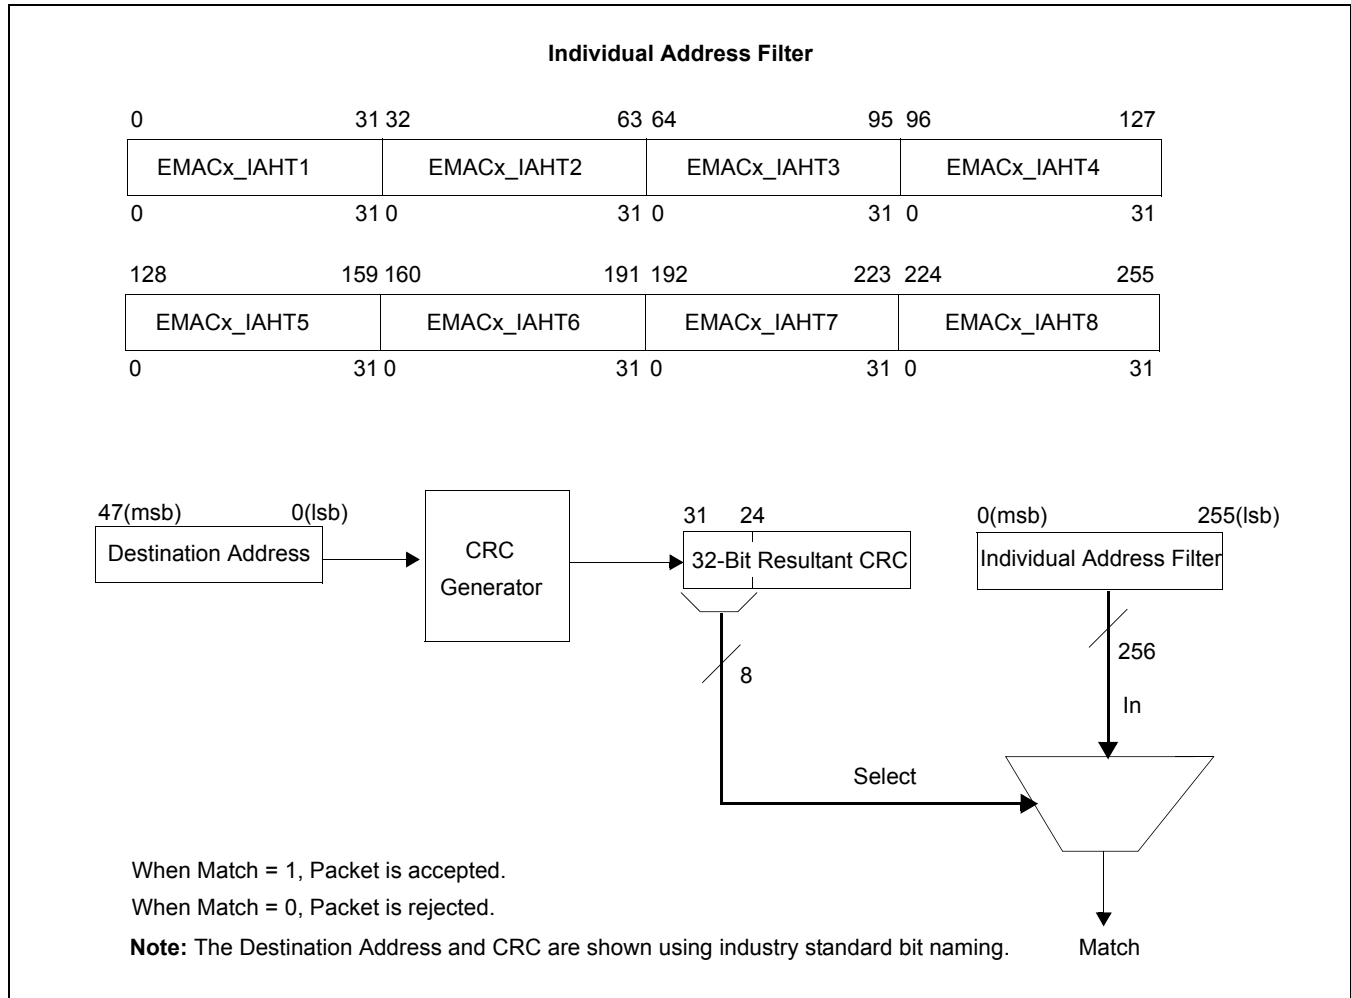 Individual Address Filter
0 31 32 63 64 95 96 127
EMACx_IAHT1 EMACx_IAHT2 EMACx_IAHT3 EMACx_IAHT4
0 31 0 31 0 31 0 31
128 159 160 191 192 223 224 255
EMACx_IAHT5 EMACx_IAHT6 EMACx_IAHT7 EMACx_IAHT8
0 31 0 31 0 31 0 31
47(msb) 0(lsb) 31 24 0(msb) 255(lsb)
Destination Address
CRC
Generator
32-Bit Resultant CRC
Individual Address Filter
256
8
In
Select
When Match = 1, Packet is accepted.
When Match = 0, Packet is rejected.
Note: The Destination Address and CRC are shown using industry standard bit naming.
Match